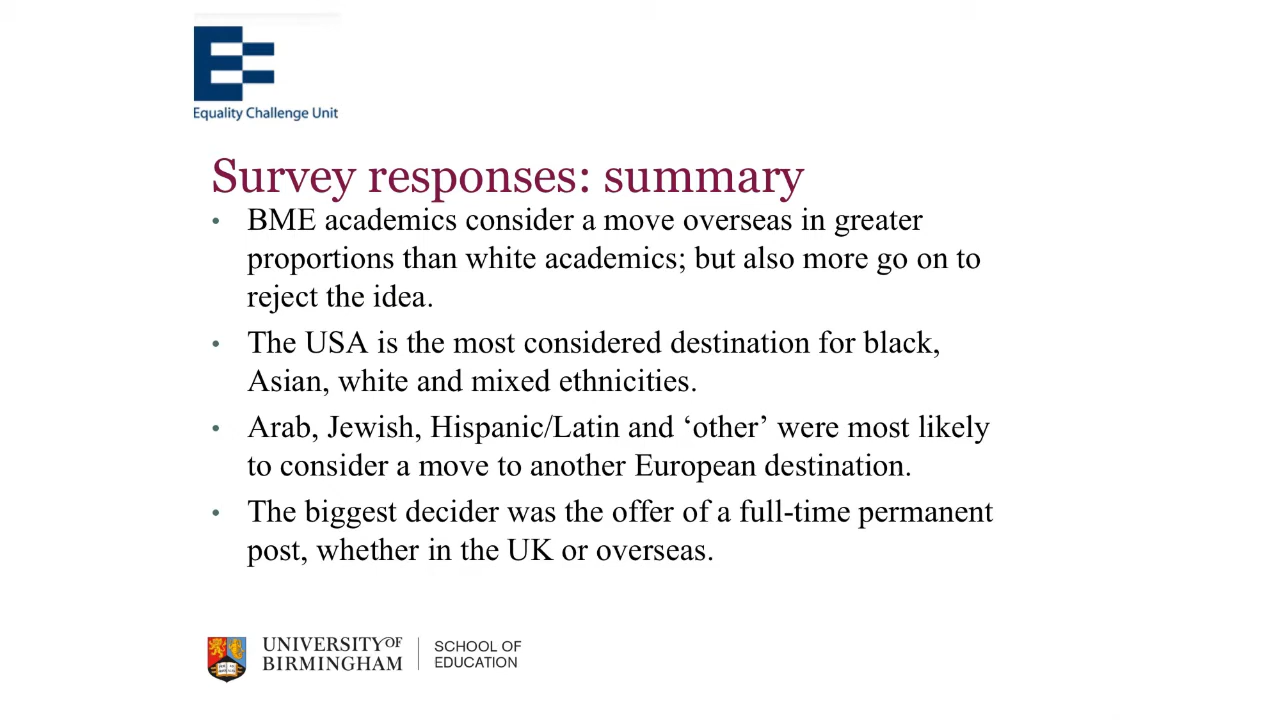 Equality Challenge Unit
Survey responses: summary
• BME academics consider a move overseas in greater
proportions than white academics; but also more go on to
reject the idea.
• The USA is the most considered destination for black,
Asian, white and mixed ethnicities.
• Arab, Jewish, Hispanic/Latin and ‘other’ were most likely
to consider a move to another European destination.
• The biggest decider was the offer of a full-time permanent
post, whether in the UK or overseas.
UNIVERSITY OF
BIRMINGHAM
SCHOOL OF
EDUCATION